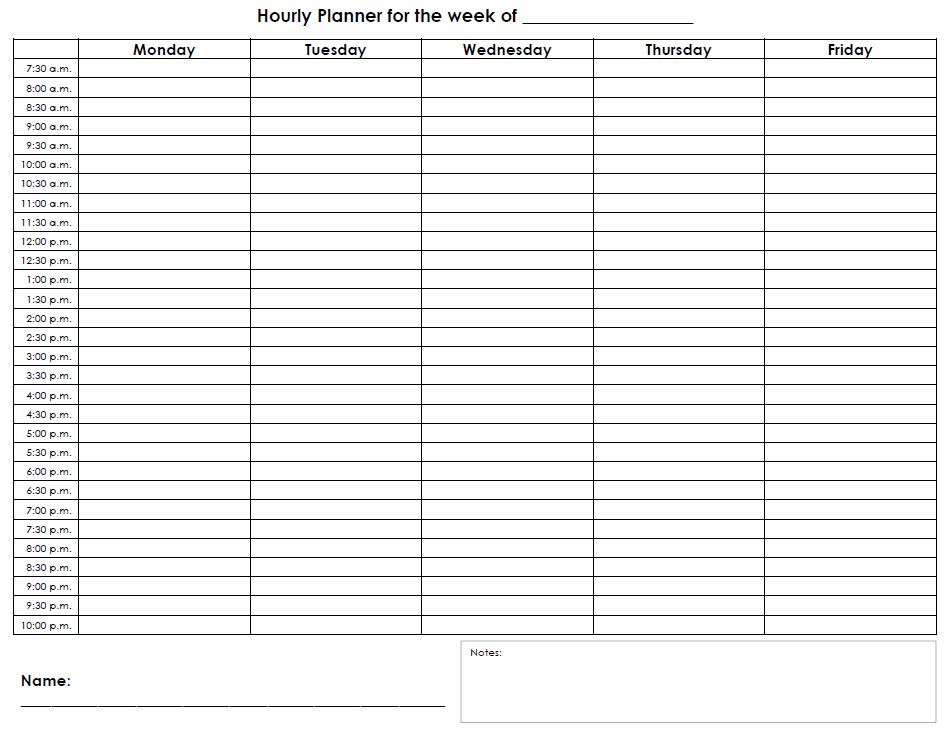 Hourly Planner for the week of ____________________
Monday Tuesday Wednesday Thursday Friday
7:30 a.m.
8:00 a.m.
8:30 a.m.
9:00 a.m.
9:30 a.m.
10:00 a.m.
10:30 a.m.
11:00 a.m.
11:30 a.m.
12:00 p.m.
12:30 p.m.
1:00 p.m.
1:30 p.m.
2:00 p.m.
2:30 p.m.
3:00 p.m.
3:30 p.m.
4:00 p.m.
4:30 p.m.
5:00 p.m.
5:30 p.m.
6:00 p.m.
6:30 p.m.
7:00 p.m.
7:30 p.m.
8:00 p.m.
8:30 p.m.
9:00 p.m.
9:30 p.m.
10:00 p.m.
Name:
Notes: